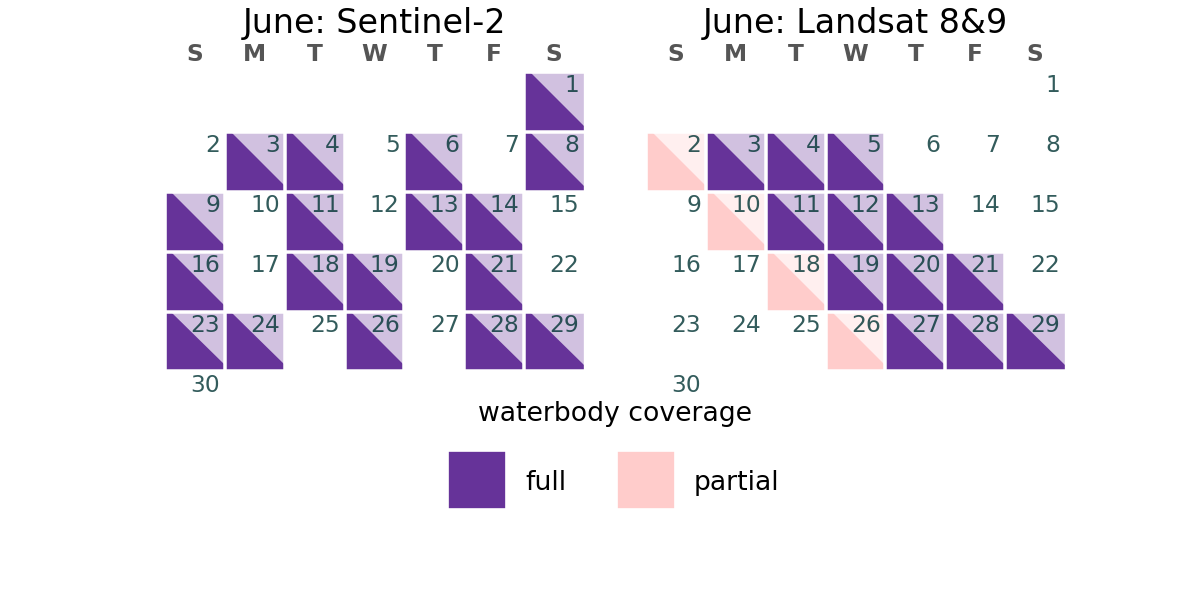 June: Sentinel-2
S M T W T F S
1
2 3 4 5 6 7 8
9 10 11 12 13 14 15
16 17 18 19 20 21 22
23 24 25 26 27 28 29
30
June: Landsat 8&9
S M T W T F S
1
2 3 4 5 6 7 8
9 10 11 12 13 14 15
16 17 18 19 20 21 22
23 24 25 26 27 28 29
30
waterbody coverage
full partial